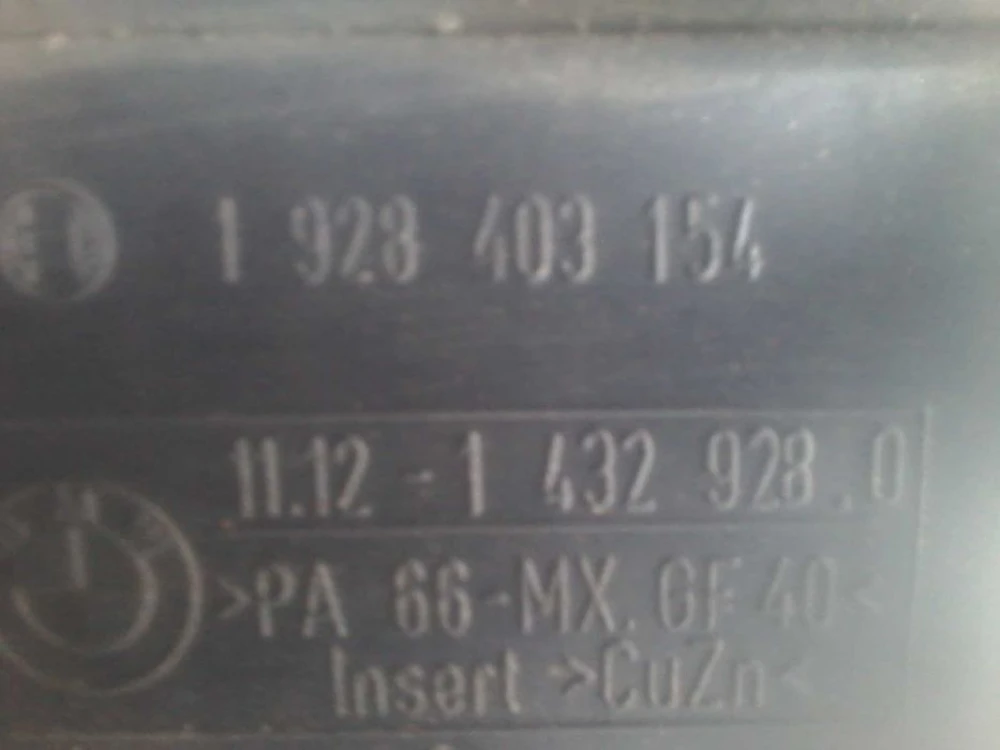 1 928 403 154
11.12 - 1 432 928.0
>PA 66-MX.GF 40<
Insert >CuZn<